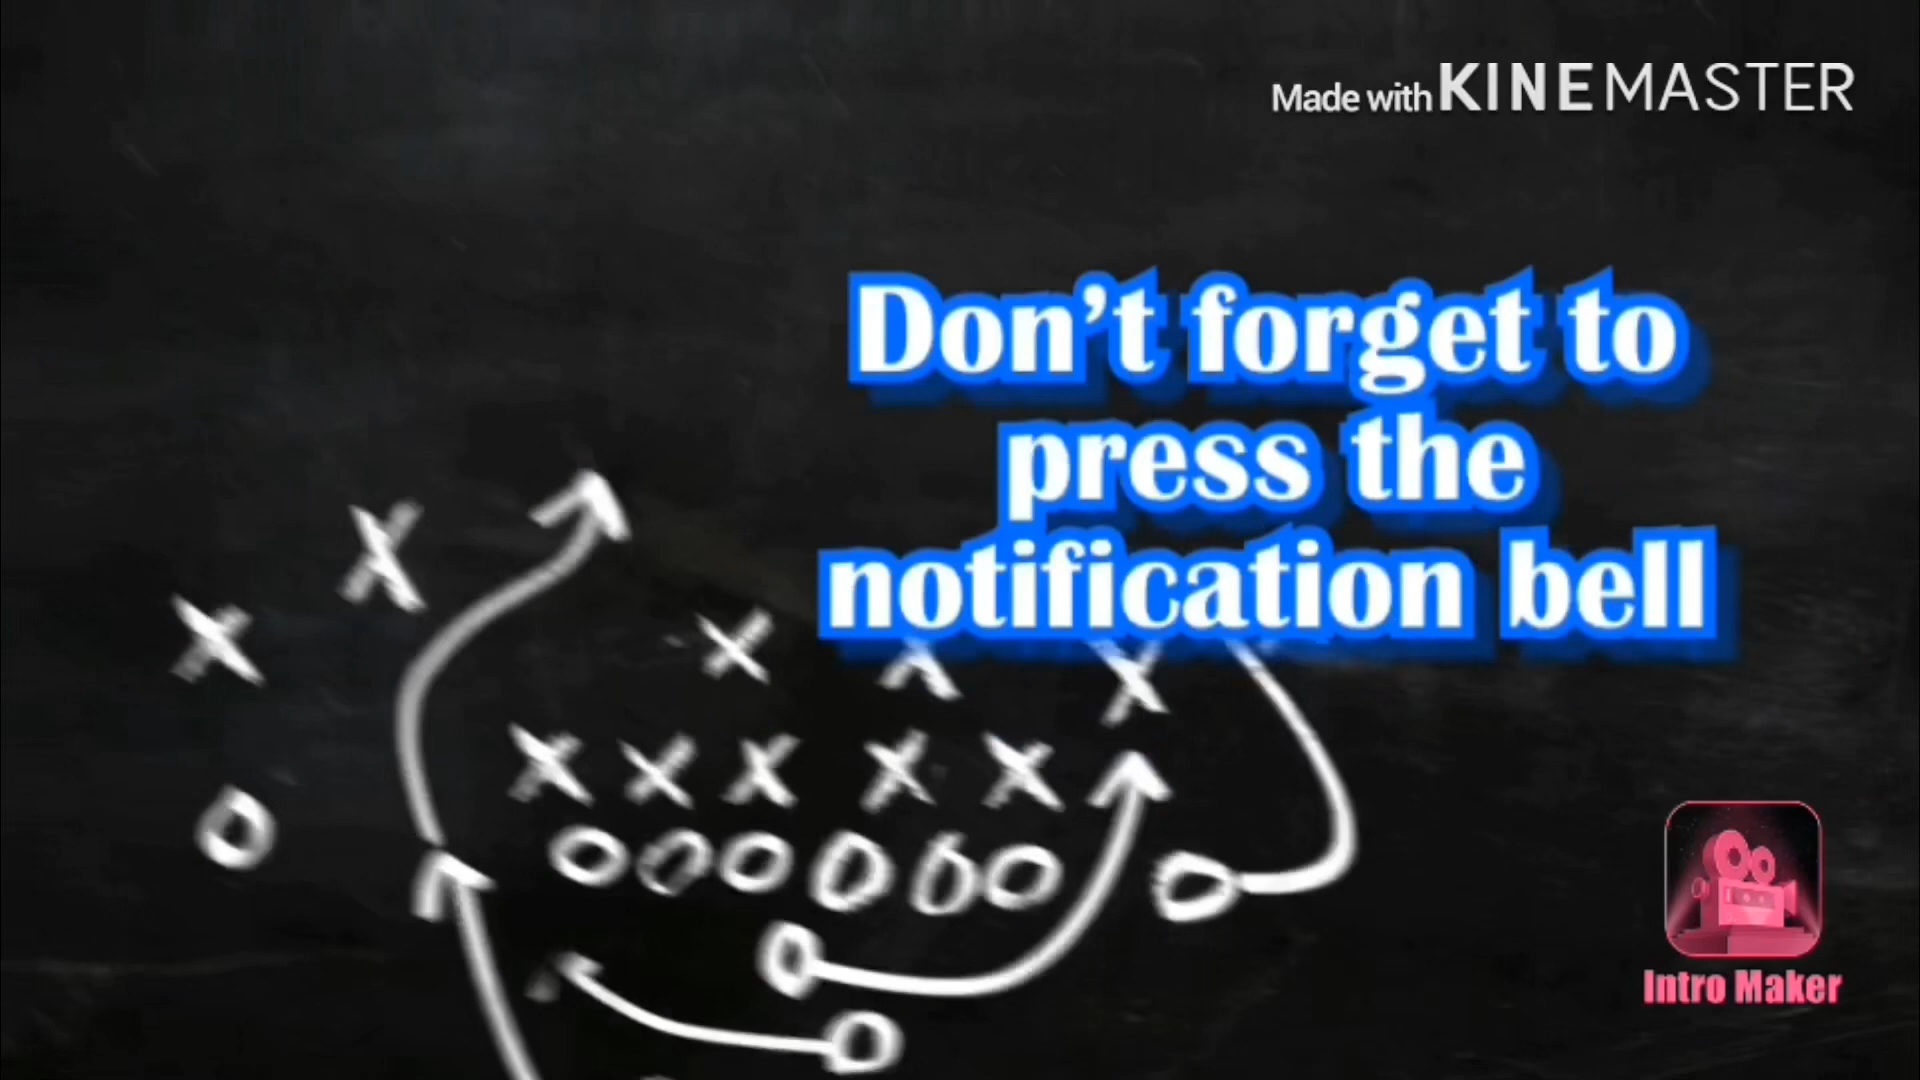 Made with KINEMASTER
Don't forget to
press the
notification bell
Intro Maker